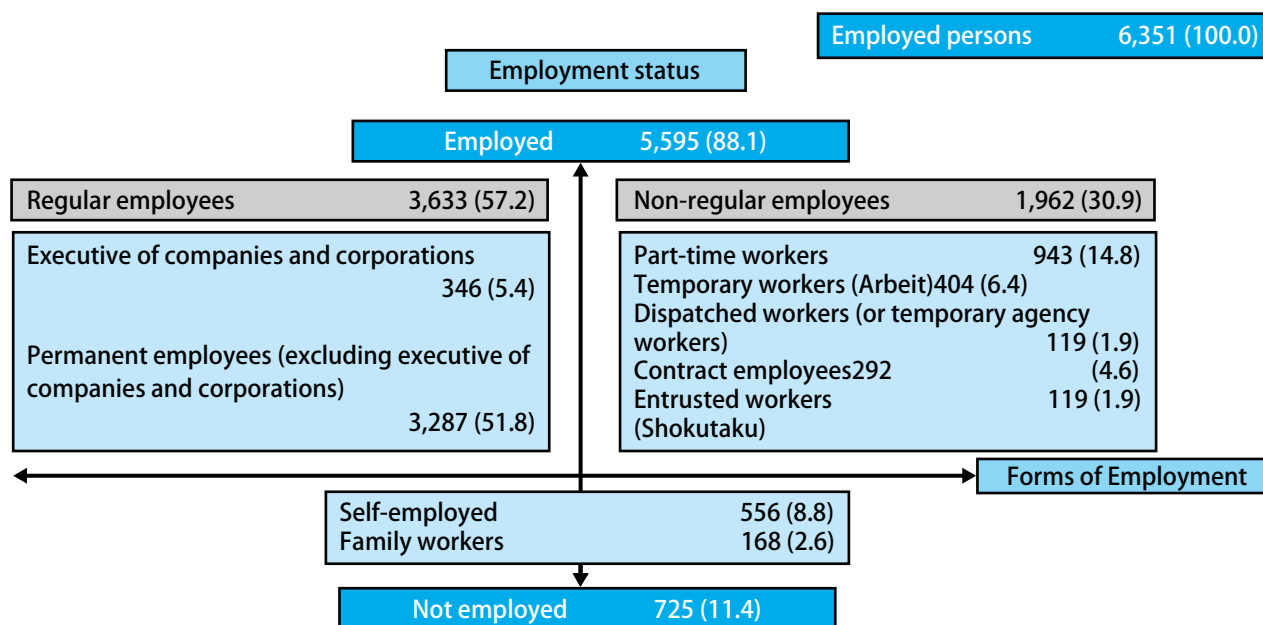 Employed persons 6,351 (100.0)
Employment status
Employed 5,595 (88.1)
Regular employees 3,633 (57.2)
Non-regular employees 1,962 (30.9)
Executive of companies and corporations
346 (5.4)
Permanent employees (excluding executive of
companies and corporations)
3,287 (51.8)
Part-time workers 943 (14.8)
Temporary workers (Arbeit)404 (6.4)
Dispatched workers (or temporary agency
workers) 119 (1.9)
Contract employees292 (4.6)
Entrusted workers 119 (1.9)
(Shokutaku)
Forms of Employment
Self-employed 556 (8.8)
Family workers 168 (2.6)
Not employed 725 (11.4)